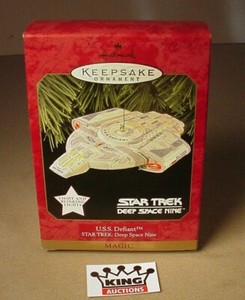 Hallmark
KEEPSAKE
ORNAMENT
LIGHT AND
BLINKING
LIGHTS
STAR TREK
DEEP SPACE NINE™
U.S.S. Defiant™
STAR TREK: Deep Space Nine
MAGIC
KING
AUCTIONS